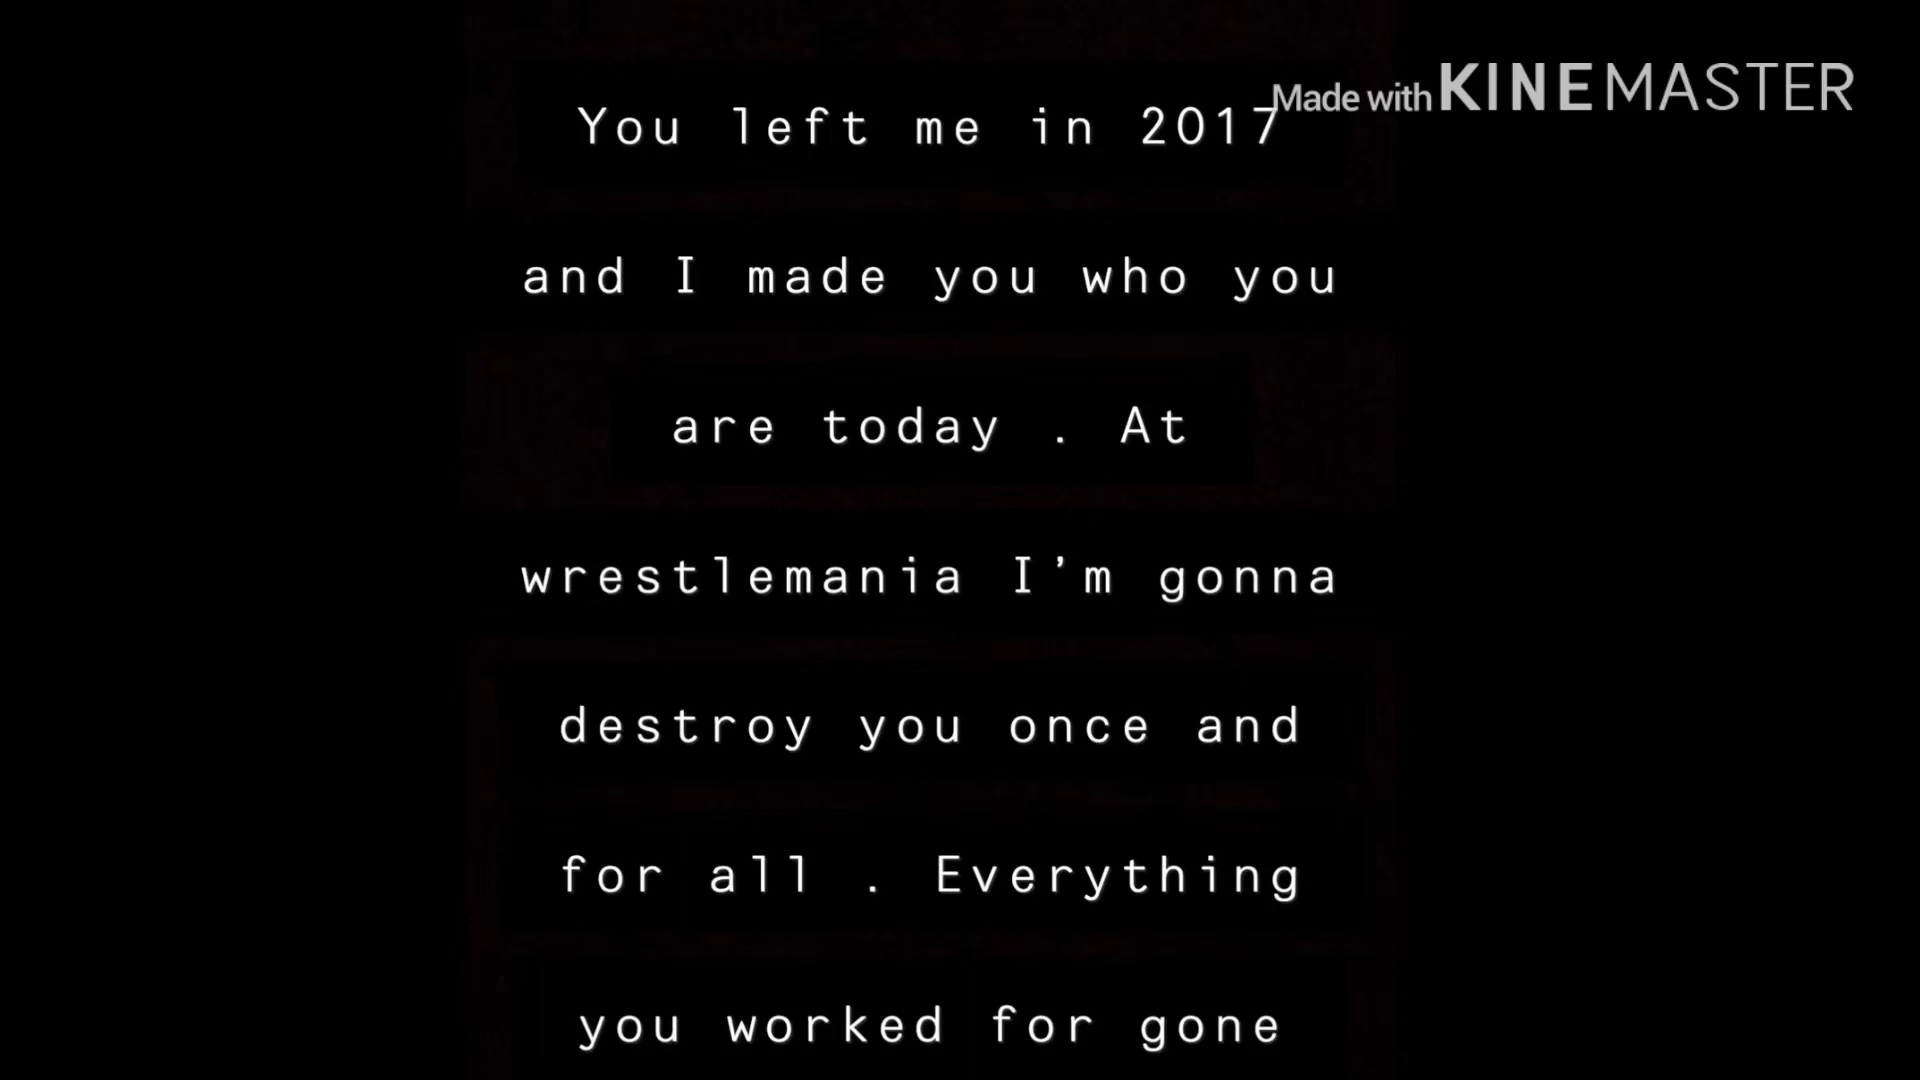 Made with KINEMASTER
You left me in 2017
and I made you who you
are today . At
wrestlemania I’m gonna
destroy you once and
for all . Everything
you worked for gone